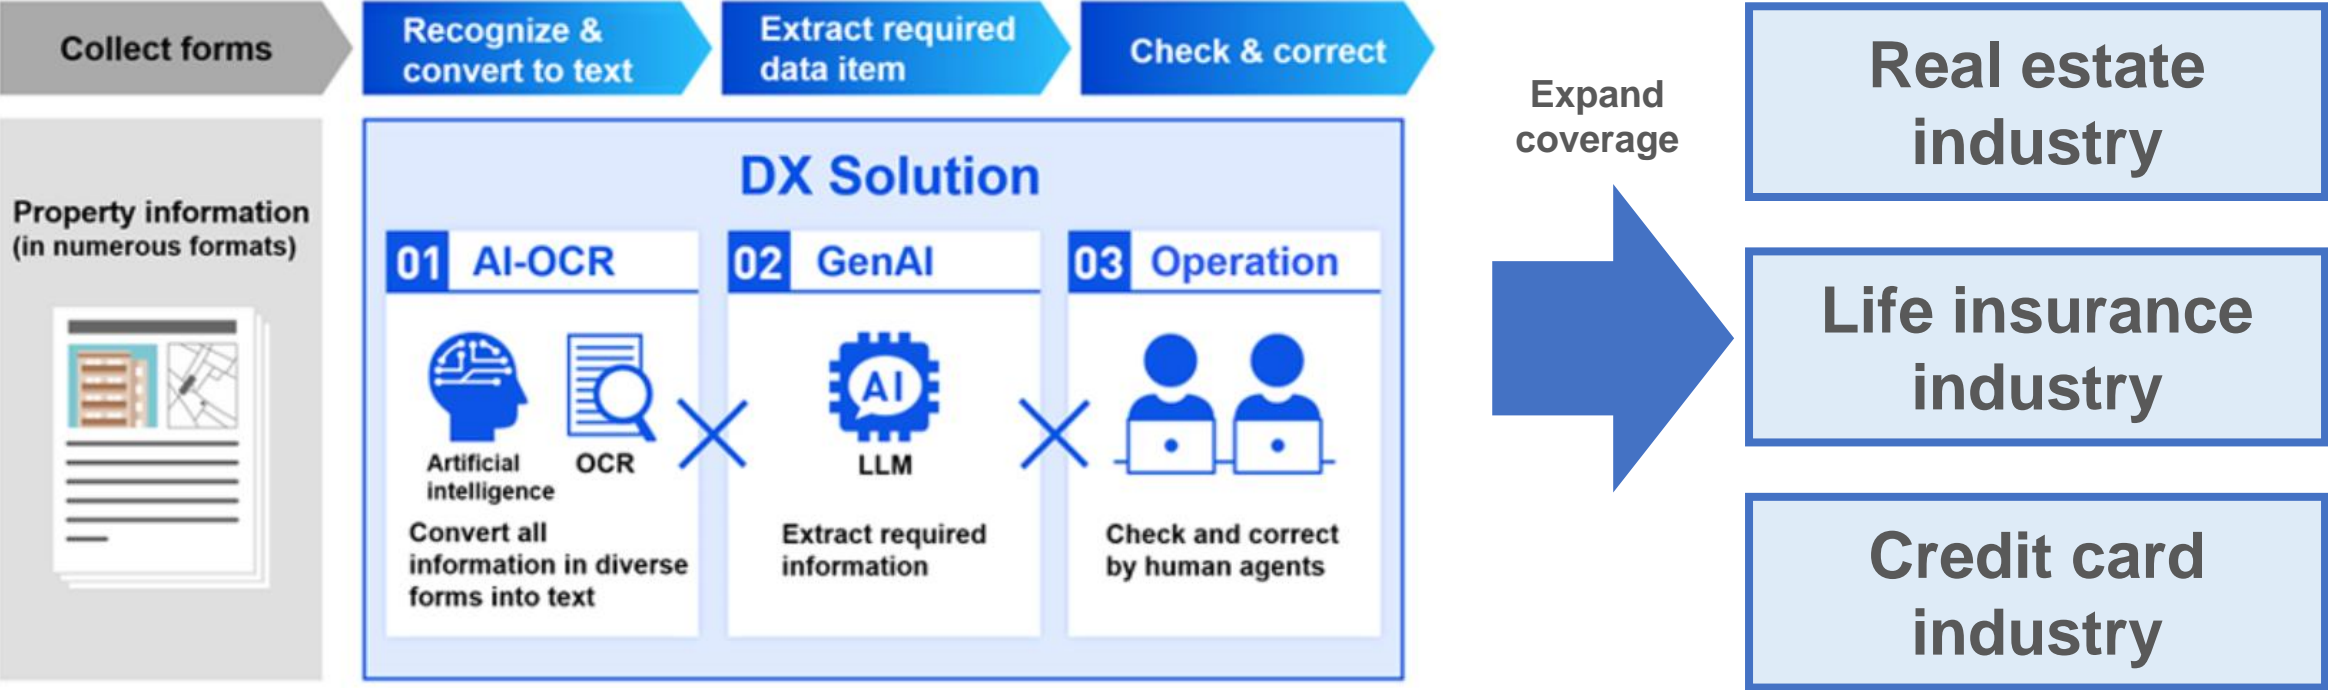 Collect forms
Recognize &
convert to text
Extract required
data item
Check & correct
Property information
(in numerous formats)
DX Solution
01 AI-OCR
Artificial
intelligence
OCR
Convert all
information in diverse
forms into text
02 GenAI
AI
LLM
Extract required
information
03 Operation
Check and correct
by human agents
Expand
coverage
Real estate
industry
Life insurance
industry
Credit card
industry